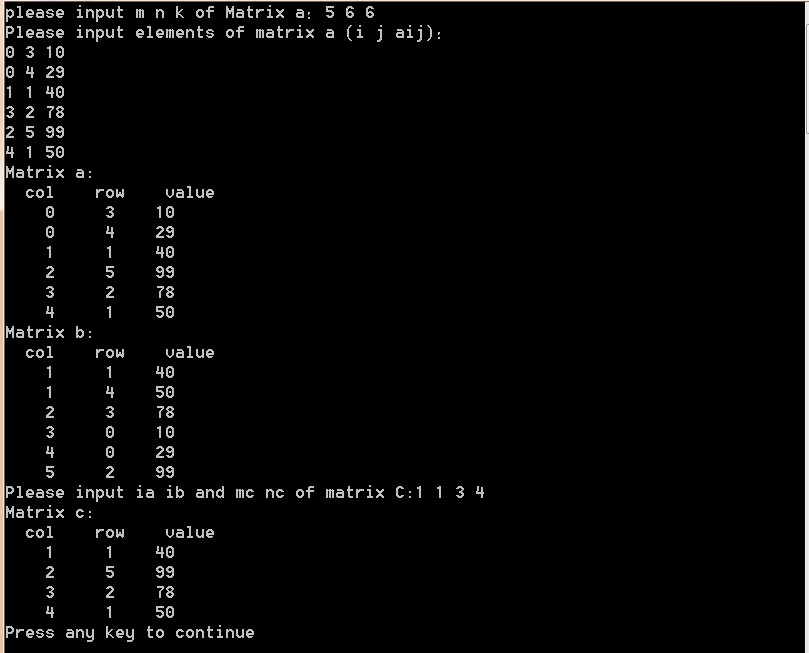 please input m n k of Matrix a: 5 6 6
Please input elements of matrix a (i j aij):
0 3 10
0 4 29
1 1 40
3 2 78
2 5 99
4 1 50
Matrix a:
col row value
0 3 10
0 4 29
1 1 40
2 5 99
3 2 78
4 1 50
Matrix b:
col row value
1 1 40
1 4 50
2 3 78
3 0 10
4 0 29
5 2 99
Please input ia ib and mc nc of matrix C:1 1 3 4
Matrix c:
col row value
1 1 40
2 5 99
3 2 78
4 1 50
Press any key to continue